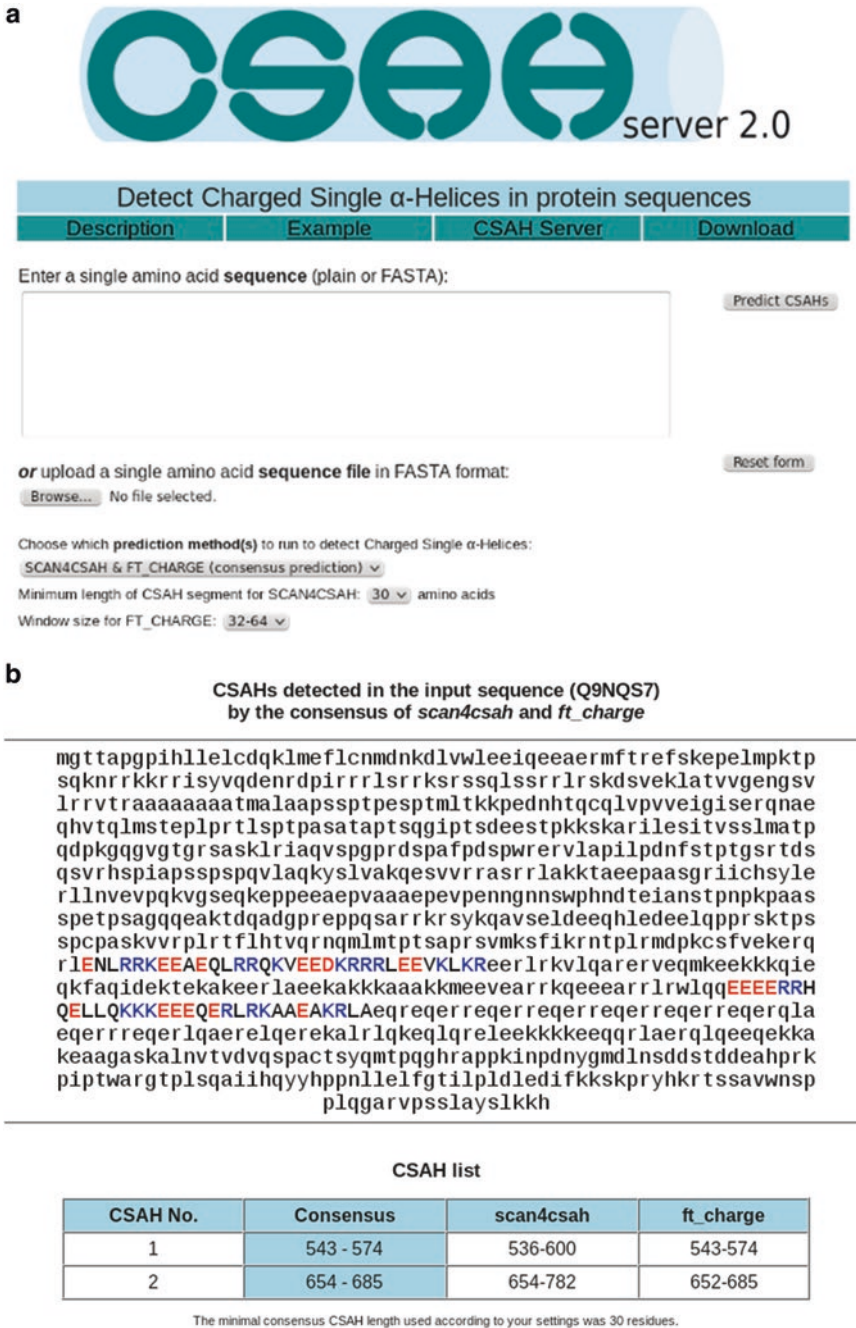 a
CSAH
server 2.0
Detect Charged Single α-Helices in protein sequences
Description Example CSAH Server Download
Enter a single amino acid sequence (plain or FASTA):
Predict CSAHs
or upload a single amino acid sequence file in FASTA format:
Reset form
Browse... No file selected.
Choose which prediction method(s) to run to detect Charged Single α-Helices:
SCAN4CSAH & FT_CHARGE (consensus prediction)
Minimum length of CSAH segment for SCAN4CSAH: 30 amino acids
Window size for FT_CHARGE: 32-64
b
CSAHs detected in the input sequence (Q9NQS7)
by the consensus of scan4csah and ft_charge
mgttapgpihllelcdqklmeflcnmdnkdlvwleeiqeeaermftrefskepelmpktp
sqknrrkkrrisyvqdenrdpirrrlsrrksrssqlssrrlrskdsveklatvvgengsv
lrrvtraaaaaaaatmalaapssptpesptmltkkpednhtqcqlvpvveigiserqnae
qhvtqlmsteplprtlsptpasataptsqgiptsdeestpkkskarilesitvsslmatp
qdpkgqgvgtgrsasklriaqvspgprdspafpdspwrervlapilpdnfstptgsrtds
qsvrhspiapsspspqvlaqkyslvakqesvvrrasrrlakktaeepaasgriichsyle
rllnvevpqkvgseqkeppeeaepvaaaepevpenngnnswphndteianstpnpkpaas
spetpsagqqeaktdqadgpreppqsarrkrsykqavseldeeqhledeelqpprsktps
spcpaskvvrplrtflhtvqrnqmlmtptsaprsvmksfikrntplrmdpkcsfvekerq
rlENLRRKEEAEQLRRQKVEEDKRRRLEEVKLKReerlrkvlqarerveqmkeekkkqie
qkfaqidektekakeerlaeekakkkaaakkmeevearrkqeeearrlrwlqqEEEERRH
QELLQKKKEEEQERLRKAAEAKRLAeqreqerreqerreqerreqerreqerreqerqla
eqerrreqerlqaerelqerekalrlqkeqlqreleekkkkeeqqrlaerqlqeeqekka
keaagaskalnvtvdvqspactsyqmtpqghrappkinpdnygmdlnsddstddeahprk
piptwargtplsqaiihqyyhppnllelfgtilpldledifkkskpryhkrtssavwnsp
plqgarvpsslayslkkh
CSAH list
CSAH No. Consensus scan4csah ft_charge
1 543 - 574 536-600 543-574
2 654 - 685 654-782 652-685
The minimal consensus CSAH length used according to your settings was 30 residues.